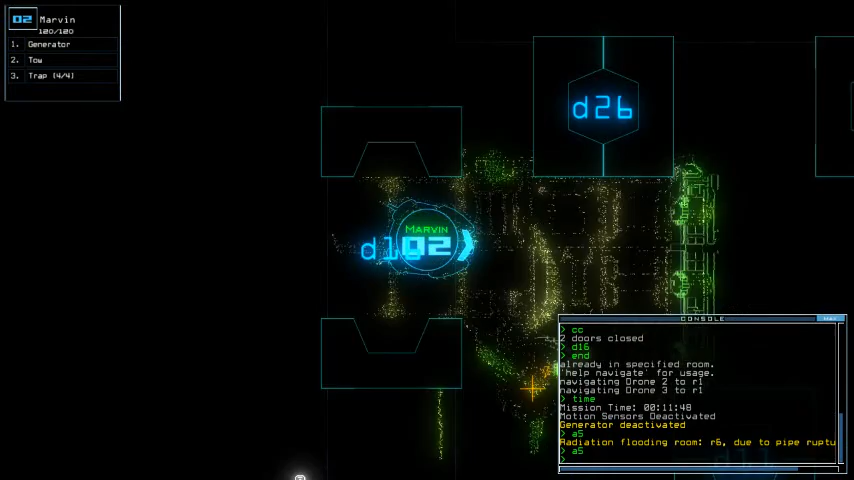 02 Marvin
120/120
1. Generator
2. Tow
3. Trap (4/4)
d26
MARVIN
02
CONSOLE
> cc
2 doors closed
> d16
> end
already in specified room.
'help navigate' for usage.
navigating Drone 2 to r1
navigating Drone 3 to r1
> time
Mission Time: 00:11:48
Motion Sensors Deactivated
Generator deactivated
> a5
Radiation flooding room: r6, due to pipe ruptu
> a5
>